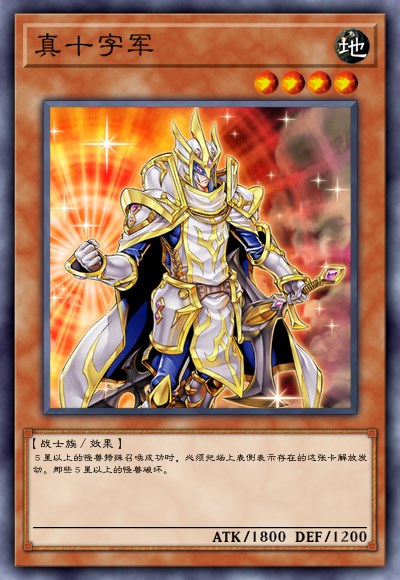 真十字军
地
【战士族／效果】
５星以上的怪兽特殊召唤成功时，必须把场上表侧表示存在的这张卡解放发
动。那些５星以上的怪兽破坏。
ATK/1800 DEF/1200